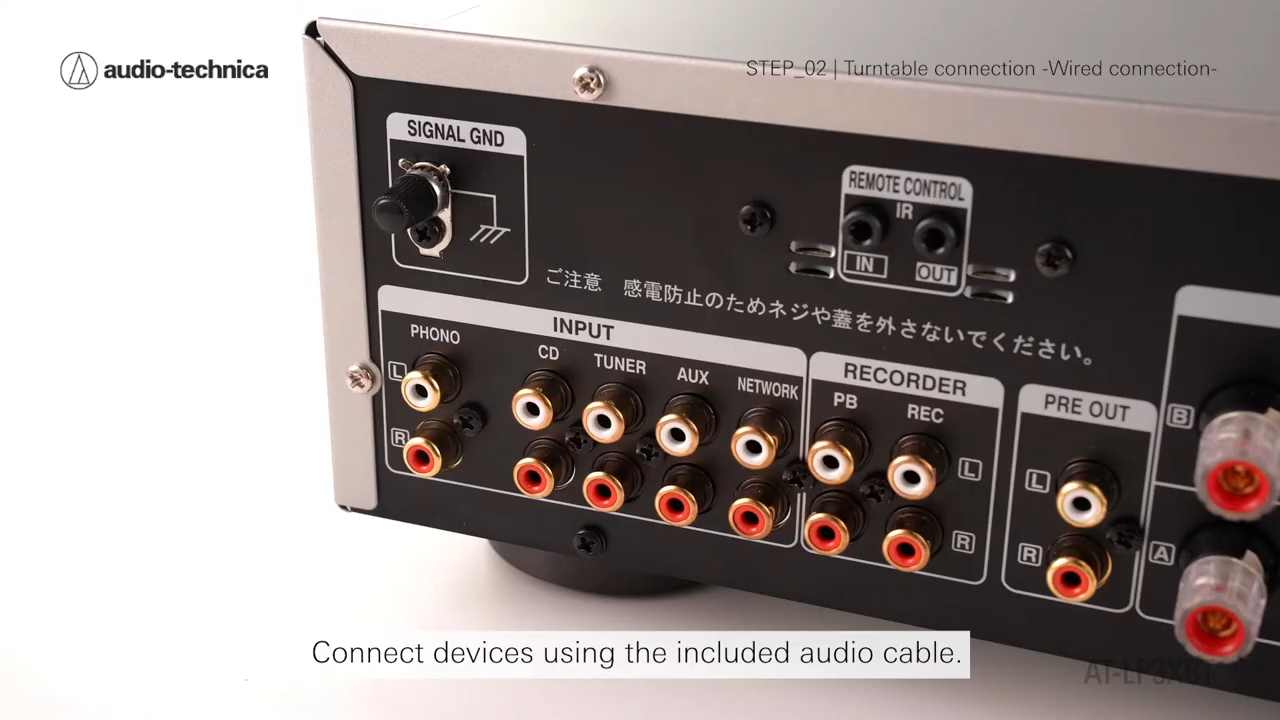 audio-technica
STEP_02 | Turntable connection -Wired connection-
SIGNAL GND
REMOTE CONTROL
IR
IN
OUT
ご注意 感電防止のためネジや蓋を外さないでください。
INPUT
PHONO
CD
TUNER
AUX
NETWORK
L
R
RECORDER
PB
REC
L
R
PRE OUT
L
R
B
A
Connect devices using the included audio cable.
AT-LP3XBT